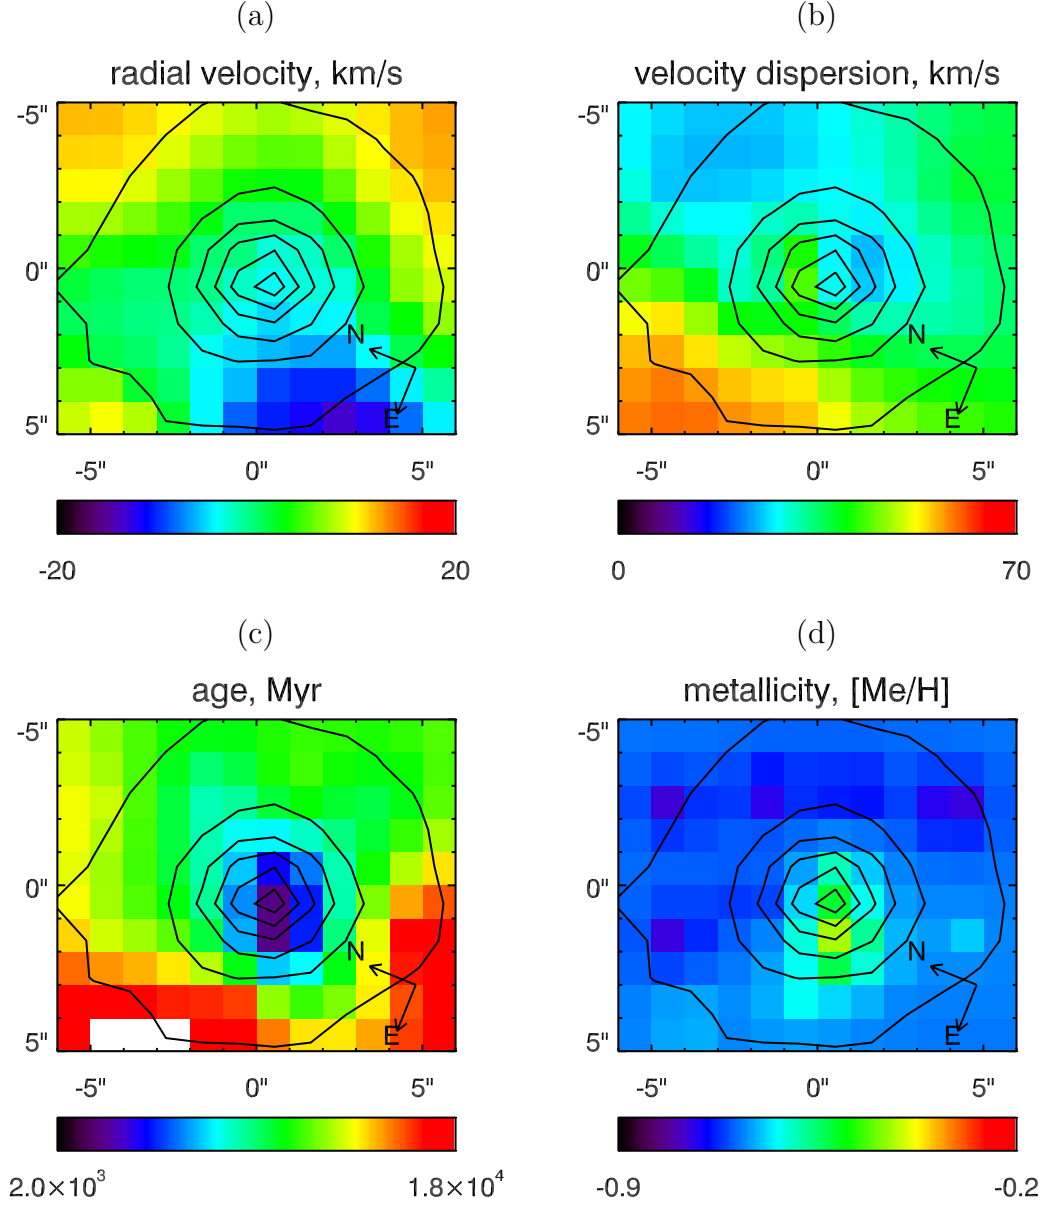 (a)
(b)
radial velocity, km/s
velocity dispersion, km/s
-5"
0"
5"
-5"
0"
5"
N
E
-5"
0"
5"
-5"
0"
5"
N
E
-20
20
0
70
(c)
(d)
age, Myr
metallicity, [Me/H]
-5"
0"
5"
-5"
0"
5"
N
E
-5"
0"
5"
-5"
0"
5"
N
E
2.0×10³
1.8×10⁴
-0.9
-0.2